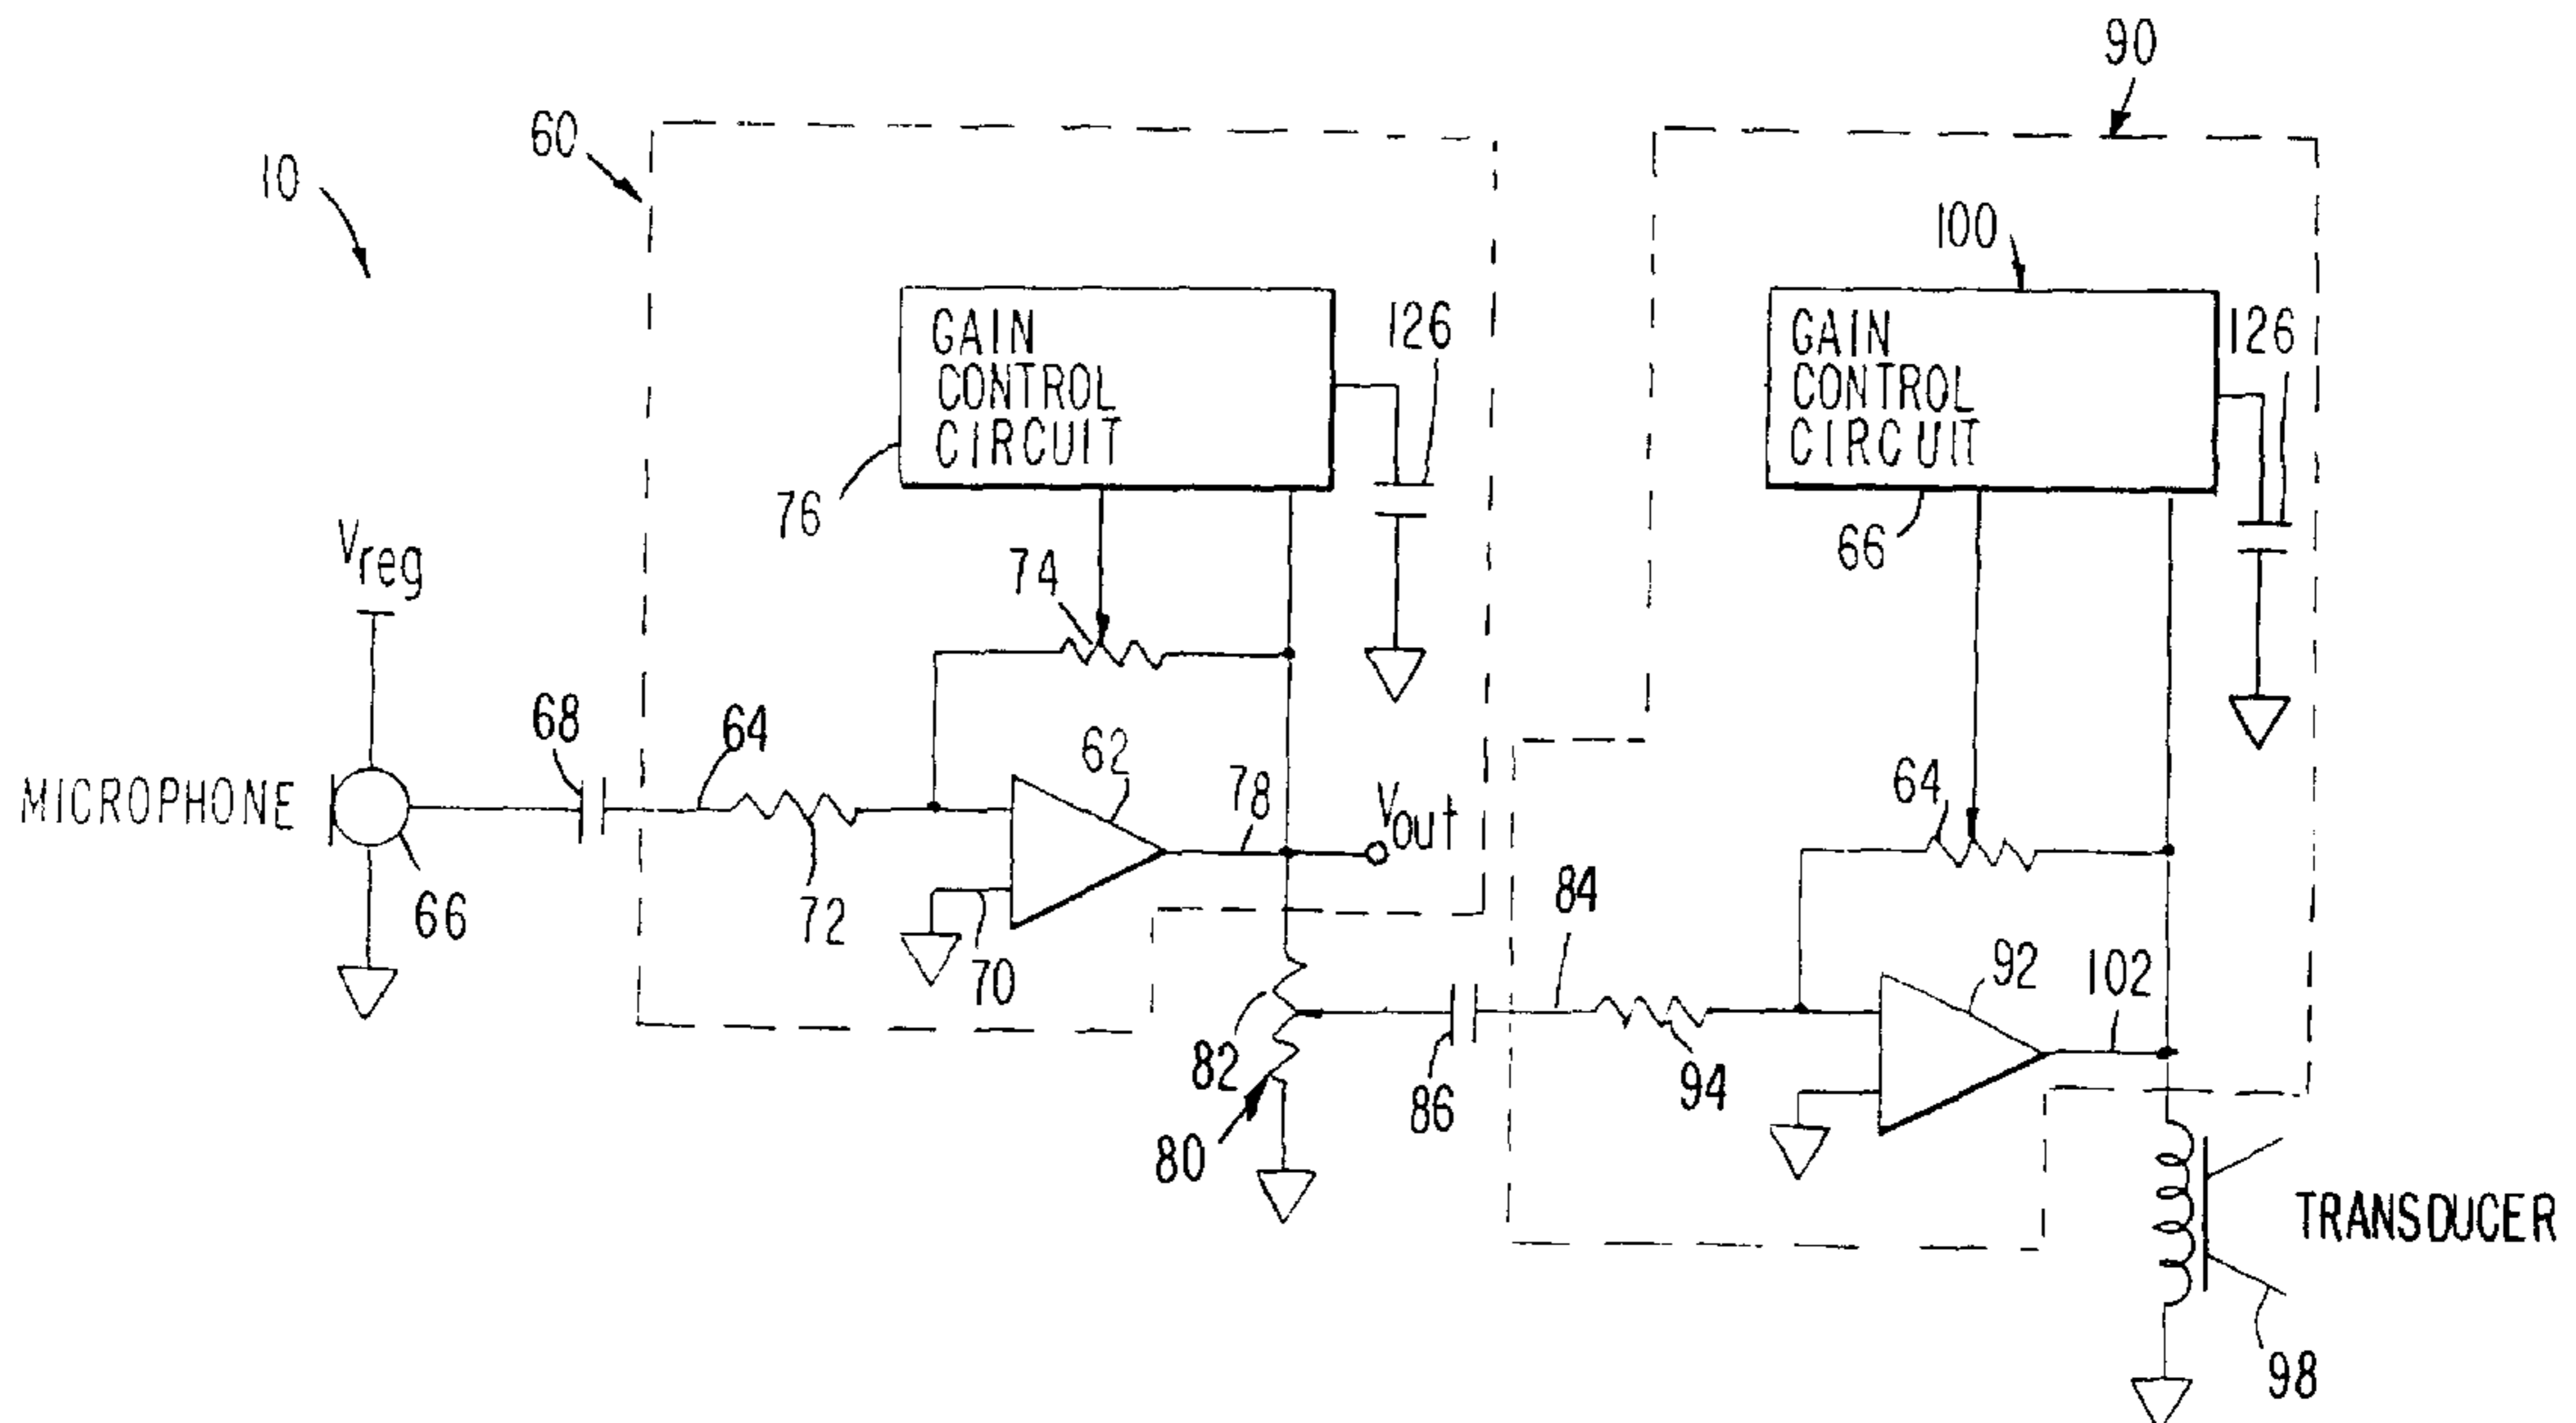 90
60
10
100
GAIN
CONTROL
CIRCUIT
126
GAIN
CONTROL
CIRCUIT
126
76
66
Vreg
74
68
64
62
78
Vout
64
MICROPHONE
66
72
70
84
92
102
82
86
94
80
TRANSDUCER
98